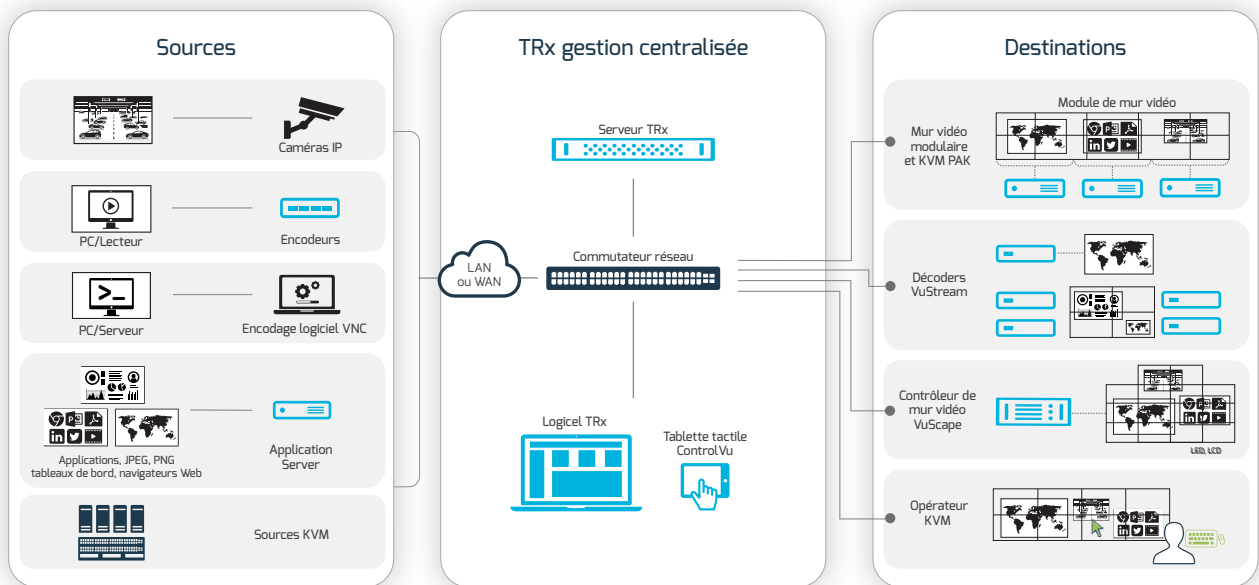 Sources
Caméras IP
PC/Lecteur
Encodeurs
PC/Serveur
Encodage logiciel VNC
Applications, JPEG, PNG
tableaux de bord, navigateurs Web
Application
Server
Sources KVM
LAN
ou WAN
TRx gestion centralisée
Serveur TRx
Commutateur réseau
Logicel TRx
Tablette tactile
ControlVu
Destinations
Mur vidéo
modulaire
et KVM PAK
Module de mur vidéo
Décoders
VuStream
Contrôleur de
mur vidéo
VuScape
LED, LCD
Opérateur
KVM